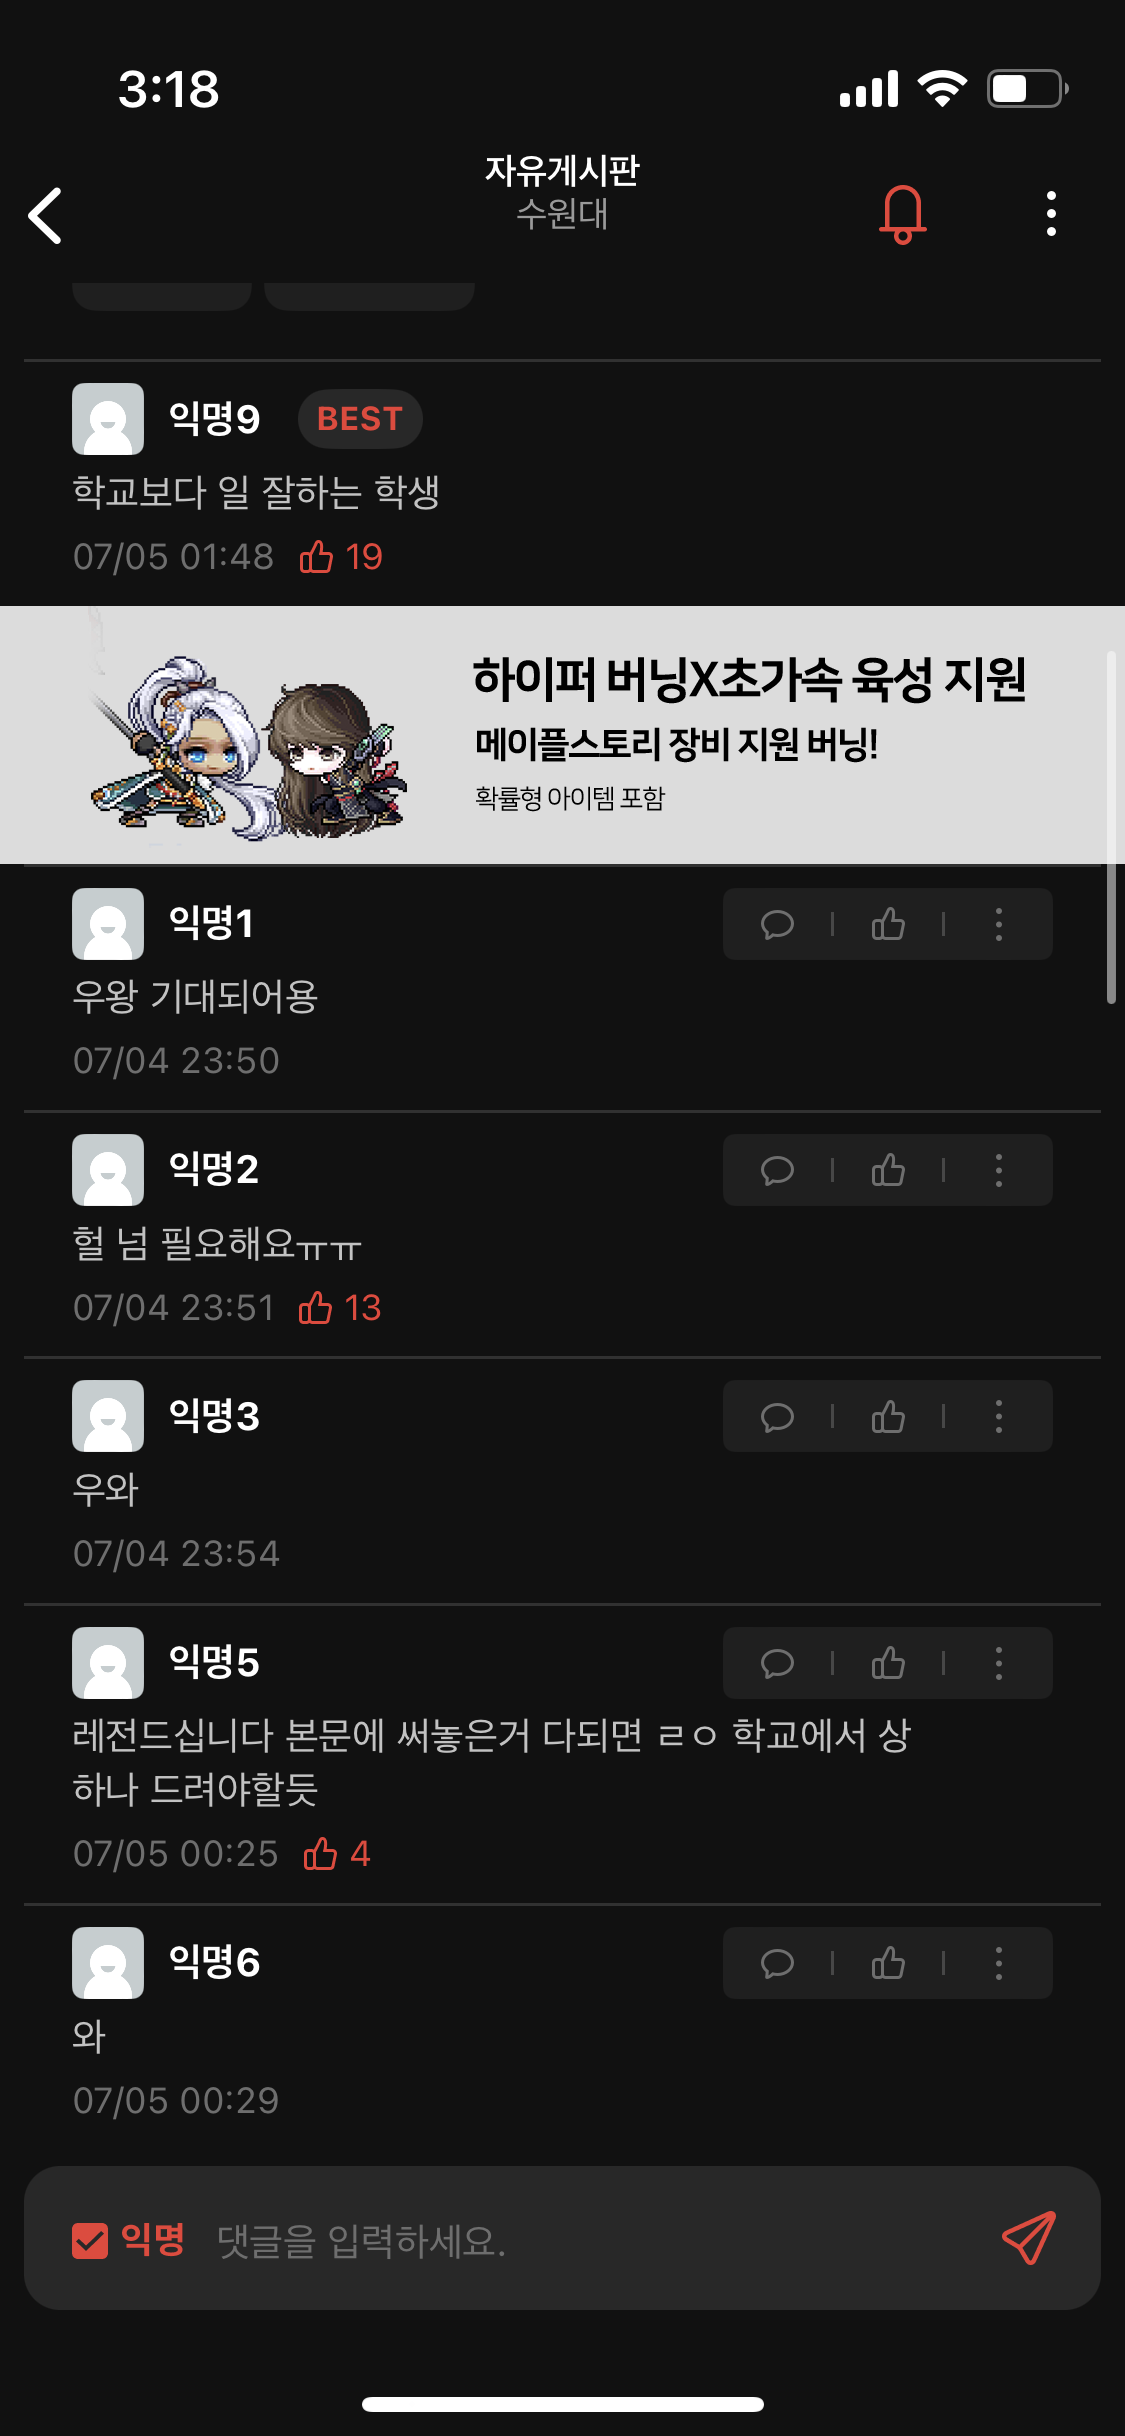 3:18
자유게시판
수원대
익명9 BEST
학교보다 일 잘하는 학생
07/05 01:48 19
하이퍼 버닝X초가속 육성 지원
메이플스토리 장비 지원 버닝!
확률형 아이템 포함
익명1
우왕 기대되어용
07/04 23:50
익명2
헐 넘 필요해요ㅠㅠ
07/04 23:51 13
익명3
우와
07/04 23:54
익명5
레전드십니다 본문에 써놓은거 다되면 ㄹㅇ 학교에서 상
하나 드려야할듯
07/05 00:25 4
익명6
와
07/05 00:29
익명 댓글을 입력하세요.